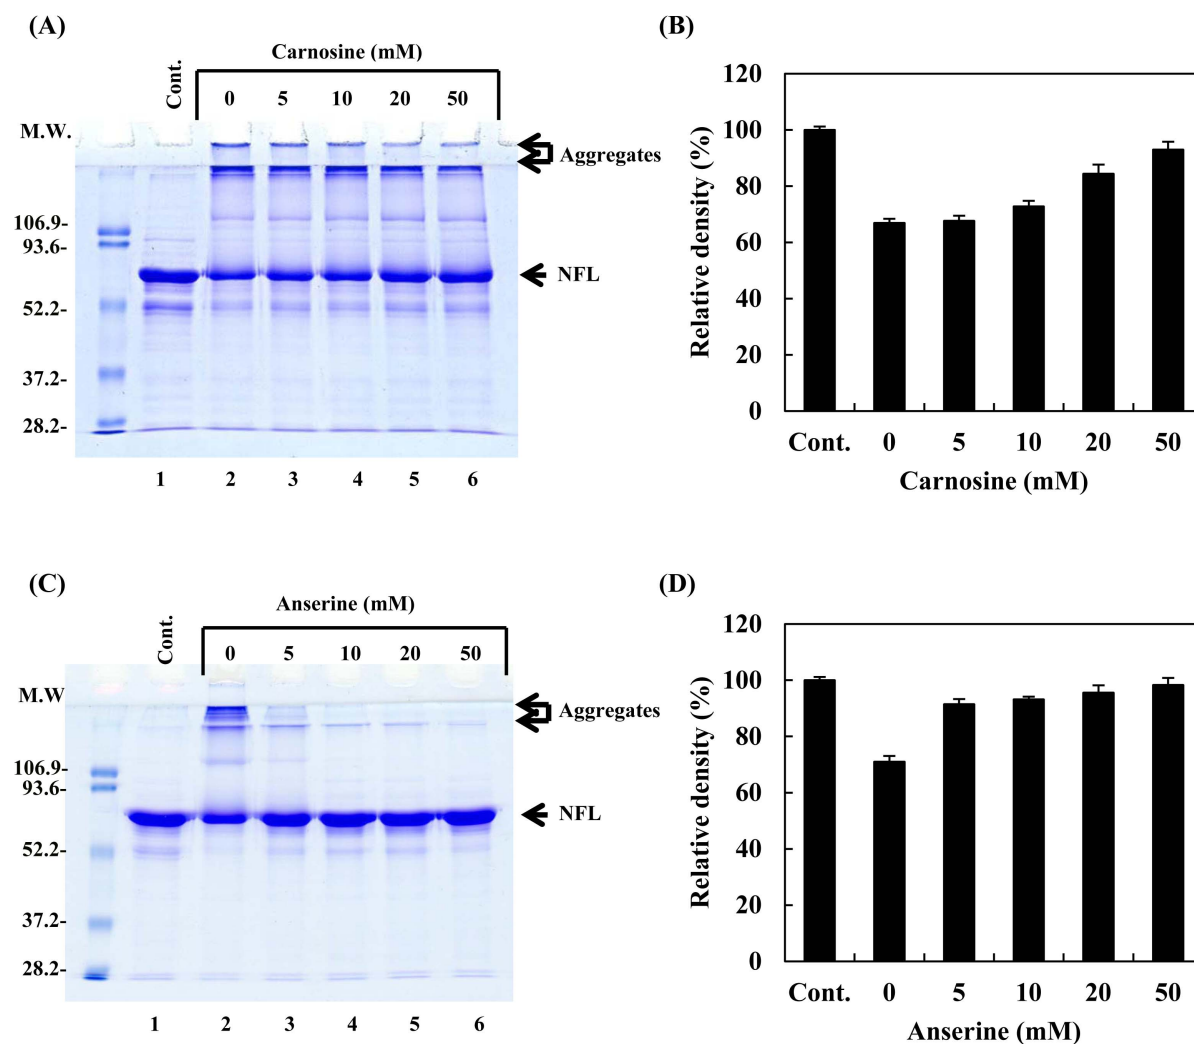 (A)
Carnosine (mM)
Cont.
0 5 10 20 50
M.W.
Aggregates
106.9-
93.6-
NFL
52.2-
37.2-
28.2-
1 2 3 4 5 6
(B)
120
100
80
60
40
20
0
Relative density (%)
Cont. 0 5 10 20 50
Carnosine (mM)
(C)
Anserine (mM)
Cont.
0 5 10 20 50
M.W
Aggregates
106.9-
93.6-
NFL
52.2-
37.2-
28.2-
1 2 3 4 5 6
(D)
120
100
80
60
40
20
0
Relative density (%)
Cont. 0 5 10 20 50
Anserine (mM)